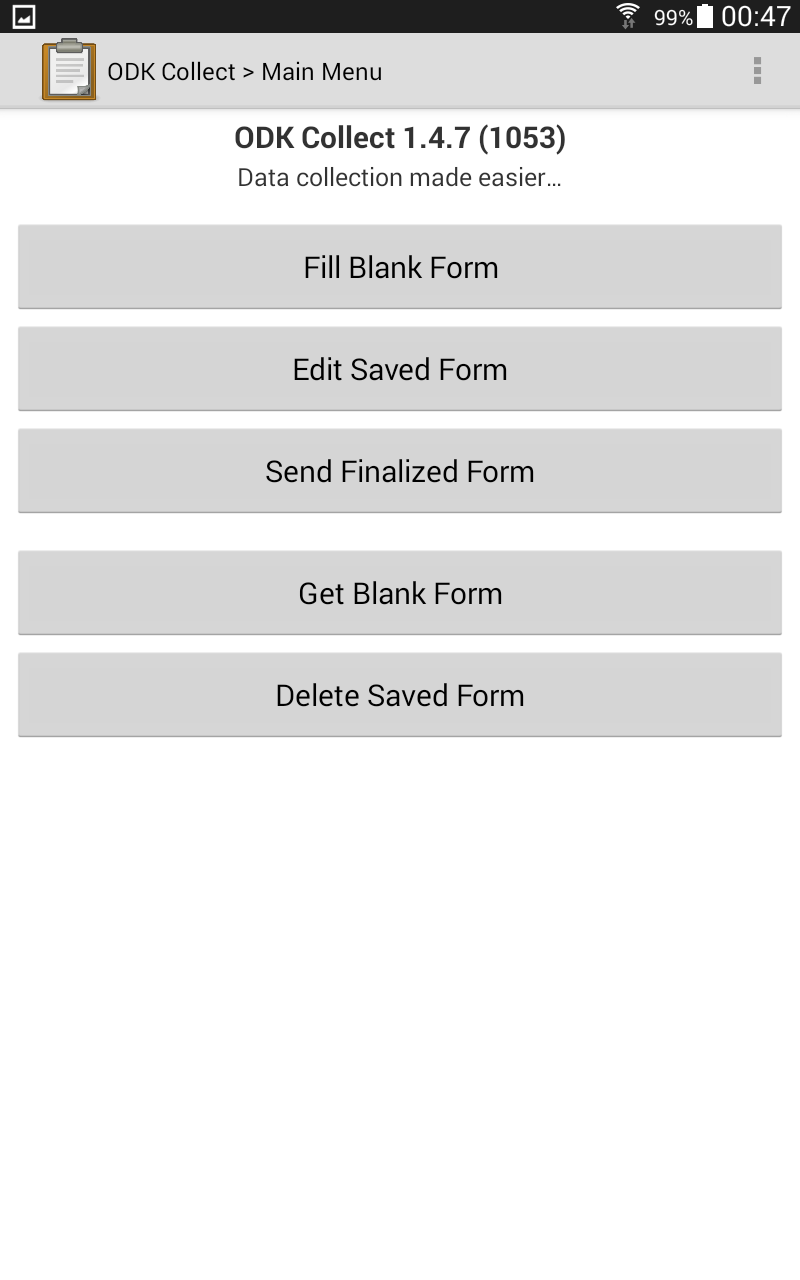 99% 00:47
ODK Collect > Main Menu
ODK Collect 1.4.7 (1053)
Data collection made easier...
Fill Blank Form
Edit Saved Form
Send Finalized Form
Get Blank Form
Delete Saved Form